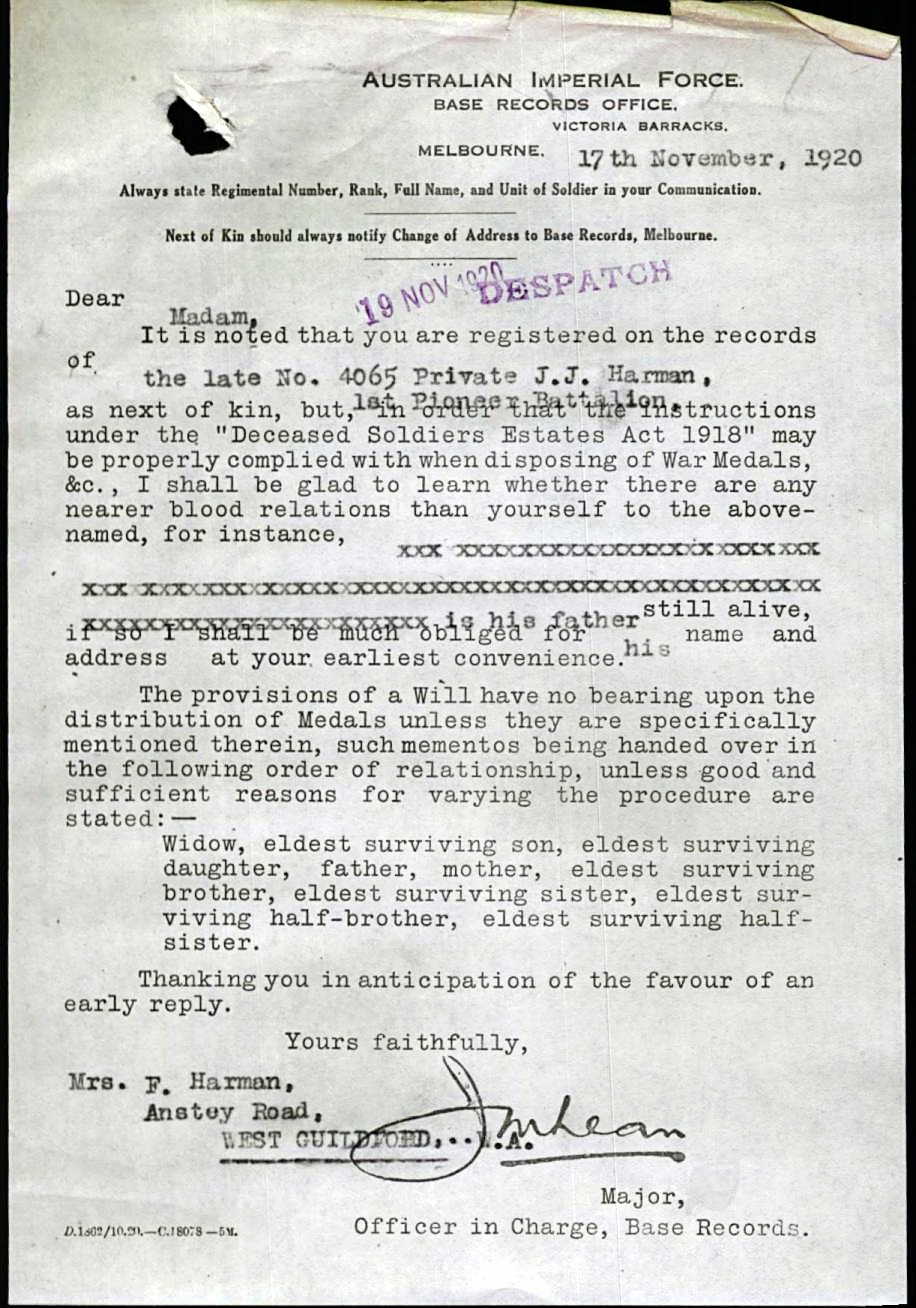 AUSTRALIAN IMPERIAL FORCE.
BASE RECORDS OFFICE,
VICTORIA BARRACKS,
MELBOURNE, 17th November, 1920
Always state Regimental Number, Rank, Full Name, and Unit of Soldier in your Communication.
Next of Kin should always notify Change of Address to Base Records, Melbourne.
19 NOV 1920 DESPATCH
Dear
Madam,
It is noted that you are registered on the records
of
the late No. 4065 Private J.J. Harman,
1st Pioneer Battalion,
as next of kin, but, in order that the instructions
under the "Deceased Soldiers Estates Act 1918" may
be properly complied with when disposing of War Medals,
&c., I shall be glad to learn whether there are any
nearer blood relations than yourself to the above-
named, for instance,
is his father still alive,
if so I shall be much obliged for his name and
address at your earliest convenience.
The provisions of a Will have no bearing upon the
distribution of Medals unless they are specifically
mentioned therein, such mementos being handed over in
the following order of relationship, unless good and
sufficient reasons for varying the procedure are
stated:—
Widow, eldest surviving son, eldest surviving
daughter, father, mother, eldest surviving
brother, eldest surviving sister, eldest sur-
viving half-brother, eldest surviving half-
sister.
Thanking you in anticipation of the favour of an
early reply.
Yours faithfully,
Mrs. F. Harman,
Anstey Road,
WEST GUILDFORD,..W.A.
JMLean
Major,
Officer in Charge, Base Records.
—C.18078—5M.